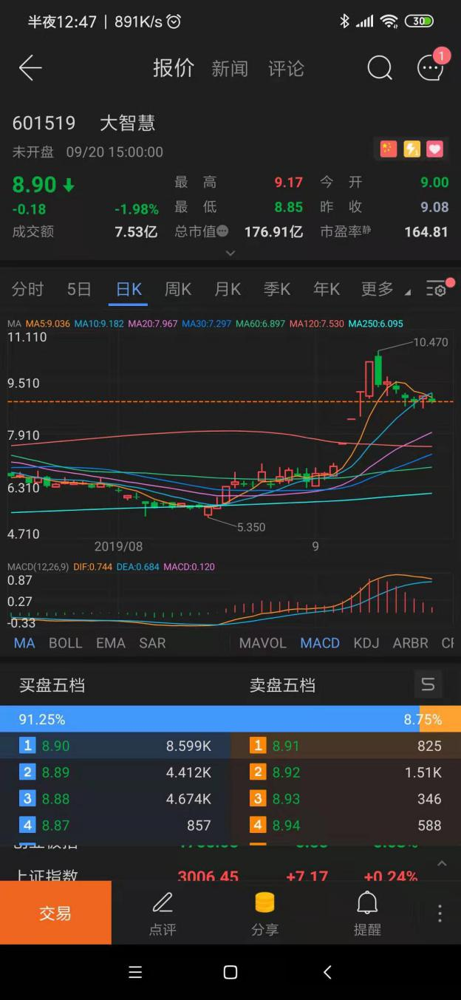 半夜12:47 | 891K/s
30
报价 新闻 评论
1
601519 大智慧
未开盘 09/20 15:00:00
8.90 最高 9.17 今开 9.00
-0.18 -1.98% 最低 8.85 昨收 9.08
成交额 7.53亿 总市值 176.91亿 市盈率静 164.81
分时 5日 日K 周K 月K 季K 年K 更多
MA MA5:9.036 MA10:9.182 MA20:7.967 MA30:7.297 MA60:6.897 MA120:7.530 MA250:6.095
11.110
10.470
9.510
7.910
6.310
5.350
4.710
2019/08 9
MACD(12,26,9) DIF:0.744 DEA:0.684 MACD:0.120
0.87
0.27
-0.33
MA BOLL EMA SAR MAVOL MACD KDJ ARBR
买盘五档 卖盘五档
91.25% 8.75%
1 8.90 8.599K 1 8.91 825
2 8.89 4.412K 2 8.92 1.51K
3 8.88 4.674K 3 8.93 346
4 8.87 857 4 8.94 588
上证指数 3006.45 +7.17 +0.24%
交易 点评 分享 提醒